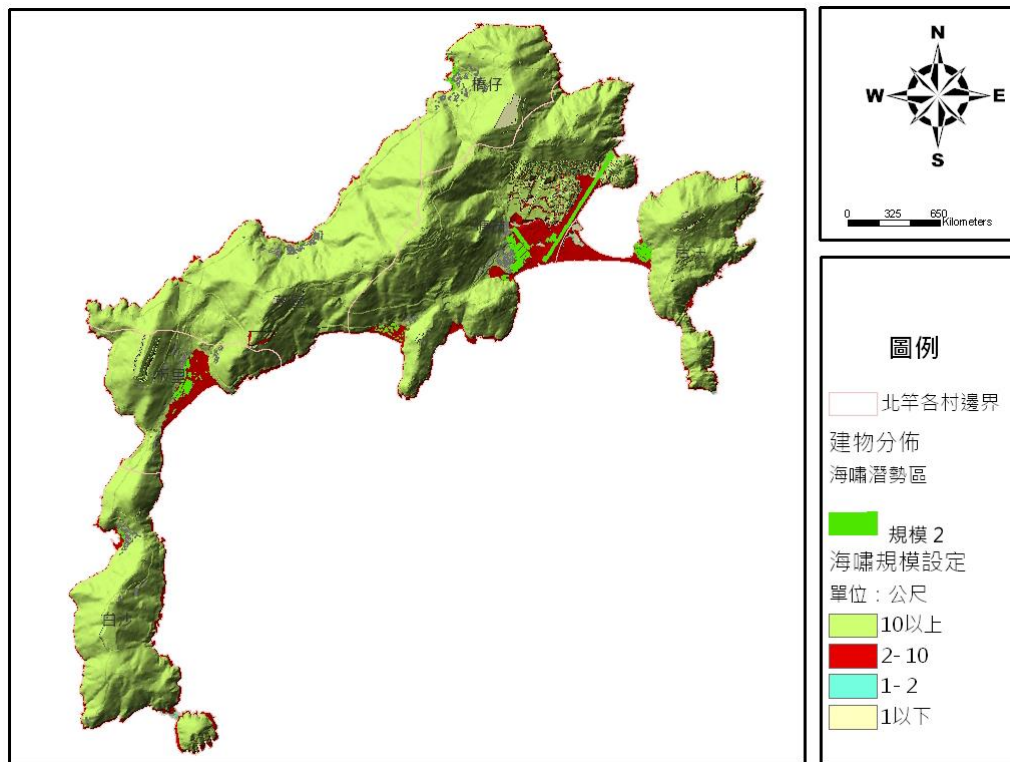 橋仔
白沙
N
W
E
S
0 325 650
Kilometers
圖例
北竿各村邊界
建物分佈
海嘯潛勢區
規模 2
海嘯規模設定
單位：公尺
10以上
2-10
1-2
1以下